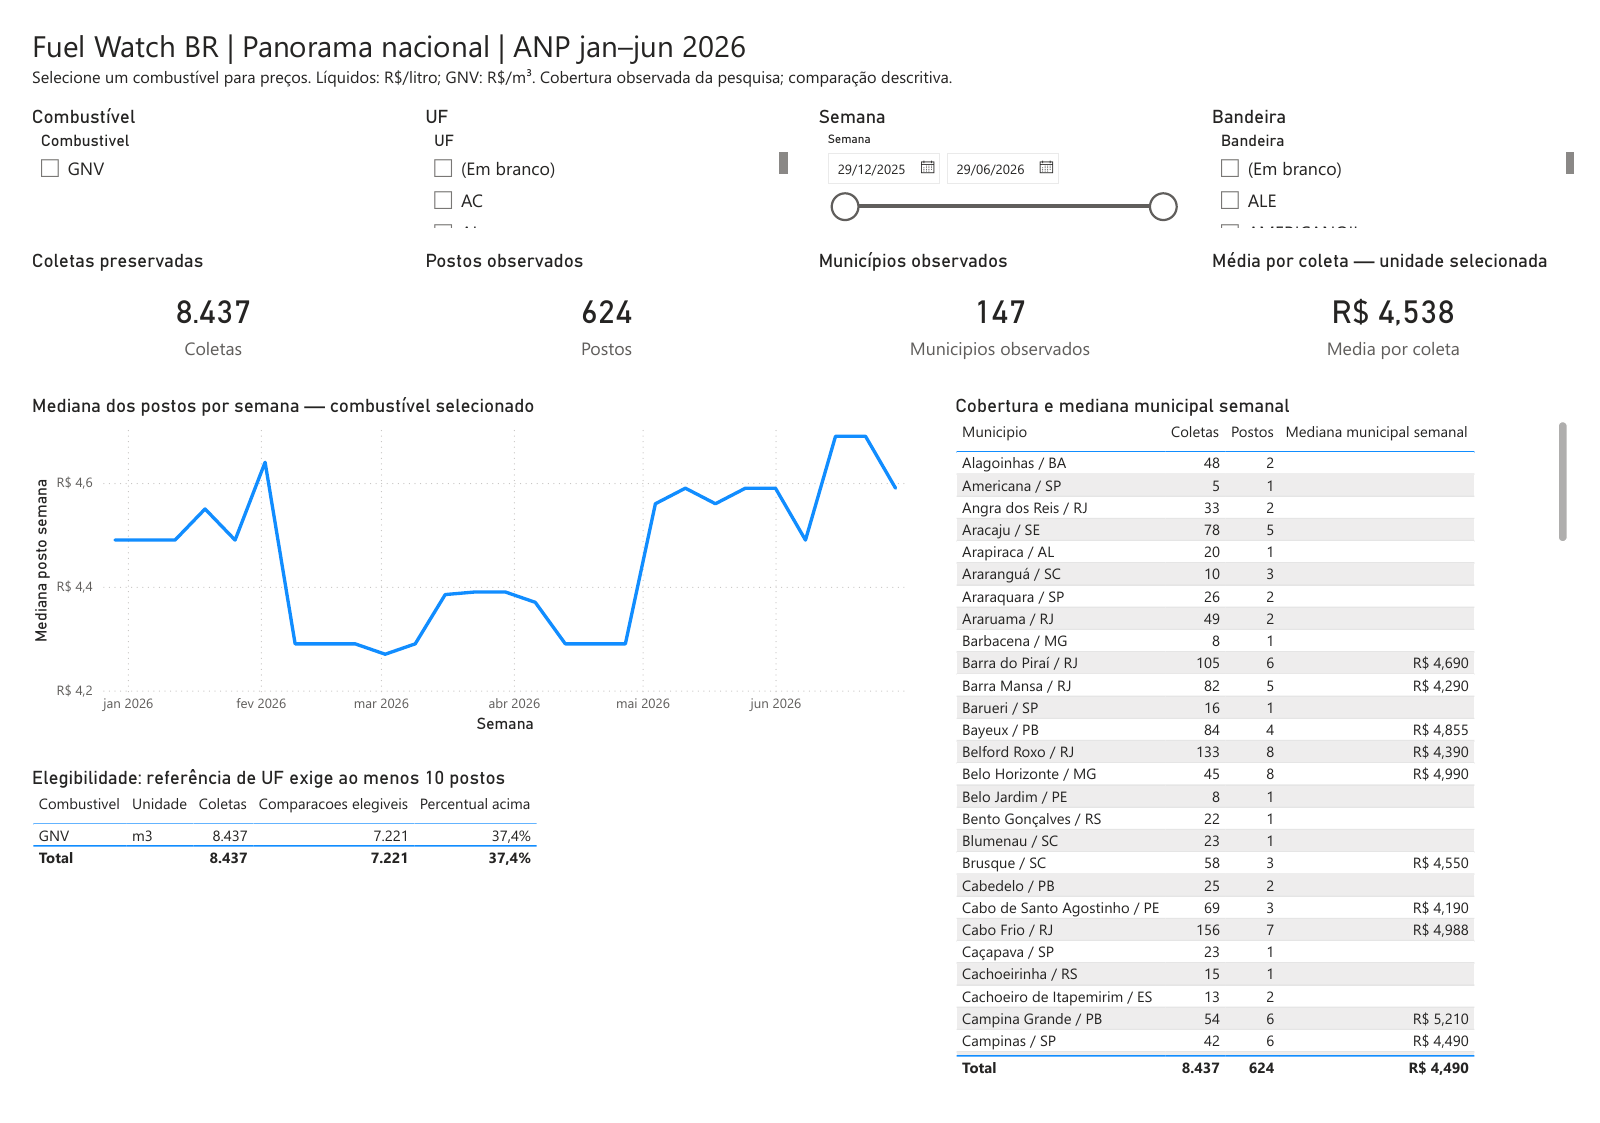 Fuel Watch BR | Panorama nacional | ANP jan–jun 2026
Selecione um combustível para preços. Líquidos: R$/litro; GNV: R$/m³. Cobertura observada da pesquisa; comparação descritiva.
Combustível
Combustivel
GNV
UF
UF
(Em branco)
AC
Semana
Semana
29/12/2025
29/06/2026
Bandeira
Bandeira
(Em branco)
ALE
Coletas preservadas
8.437
Coletas
Postos observados
624
Postos
Municípios observados
147
Municipios observados
Média por coleta — unidade selecionada
R$ 4,538
Media por coleta
Mediana dos postos por semana — combustível selecionado
Mediana posto semana
R$ 4,6
R$ 4,4
R$ 4,2
jan 2026 fev 2026 mar 2026 abr 2026 mai 2026 jun 2026
Semana
Elegibilidade: referência de UF exige ao menos 10 postos
Combustivel Unidade Coletas Comparacoes elegiveis Percentual acima
GNV m3 8.437 7.221 37,4%
Total 8.437 7.221 37,4%
Cobertura e mediana municipal semanal
Municipio Coletas Postos Mediana municipal semanal
Alagoinhas / BA 48 2
Americana / SP 5 1
Angra dos Reis / RJ 33 2
Aracaju / SE 78 5
Arapiraca / AL 20 1
Araranguá / SC 10 3
Araraquara / SP 26 2
Araruama / RJ 49 2
Barbacena / MG 8 1
Barra do Piraí / RJ 105 6 R$ 4,690
Barra Mansa / RJ 82 5 R$ 4,290
Barueri / SP 16 1
Bayeux / PB 84 4 R$ 4,855
Belford Roxo / RJ 133 8 R$ 4,390
Belo Horizonte / MG 45 8 R$ 4,990
Belo Jardim / PE 8 1
Bento Gonçalves / RS 22 1
Blumenau / SC 23 1
Brusque / SC 58 3 R$ 4,550
Cabedelo / PB 25 2
Cabo de Santo Agostinho / PE 69 3 R$ 4,190
Cabo Frio / RJ 156 7 R$ 4,988
Caçapava / SP 23 1
Cachoeirinha / RS 15 1
Cachoeiro de Itapemirim / ES 13 2
Campina Grande / PB 54 6 R$ 5,210
Campinas / SP 42 6 R$ 4,490
Total 8.437 624 R$ 4,490